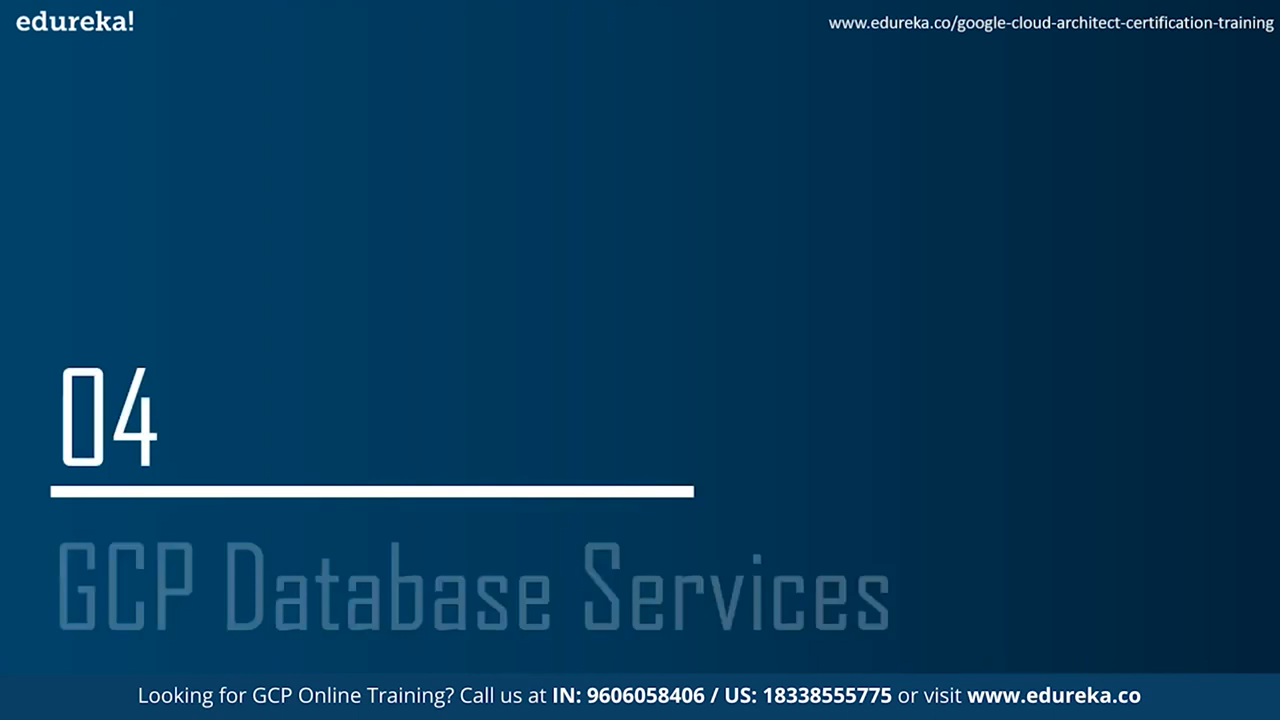 edureka!
www.edureka.co/google-cloud-architect-certification-training
04
GCP Database Services
Looking for GCP Online Training? Call us at IN: 9606058406 / US: 18338555775 or visit www.edureka.co